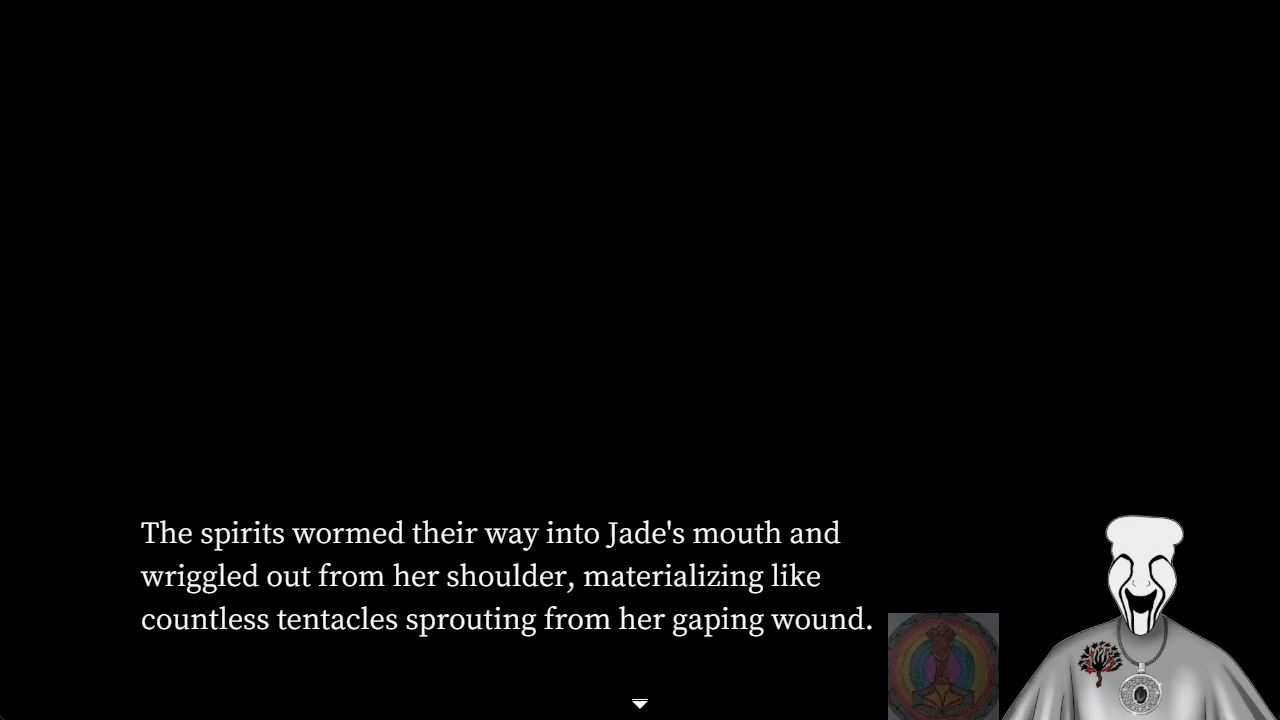 The spirits wormed their way into Jade's mouth and
wriggled out from her shoulder, materializing like
countless tentacles sprouting from her gaping wound.